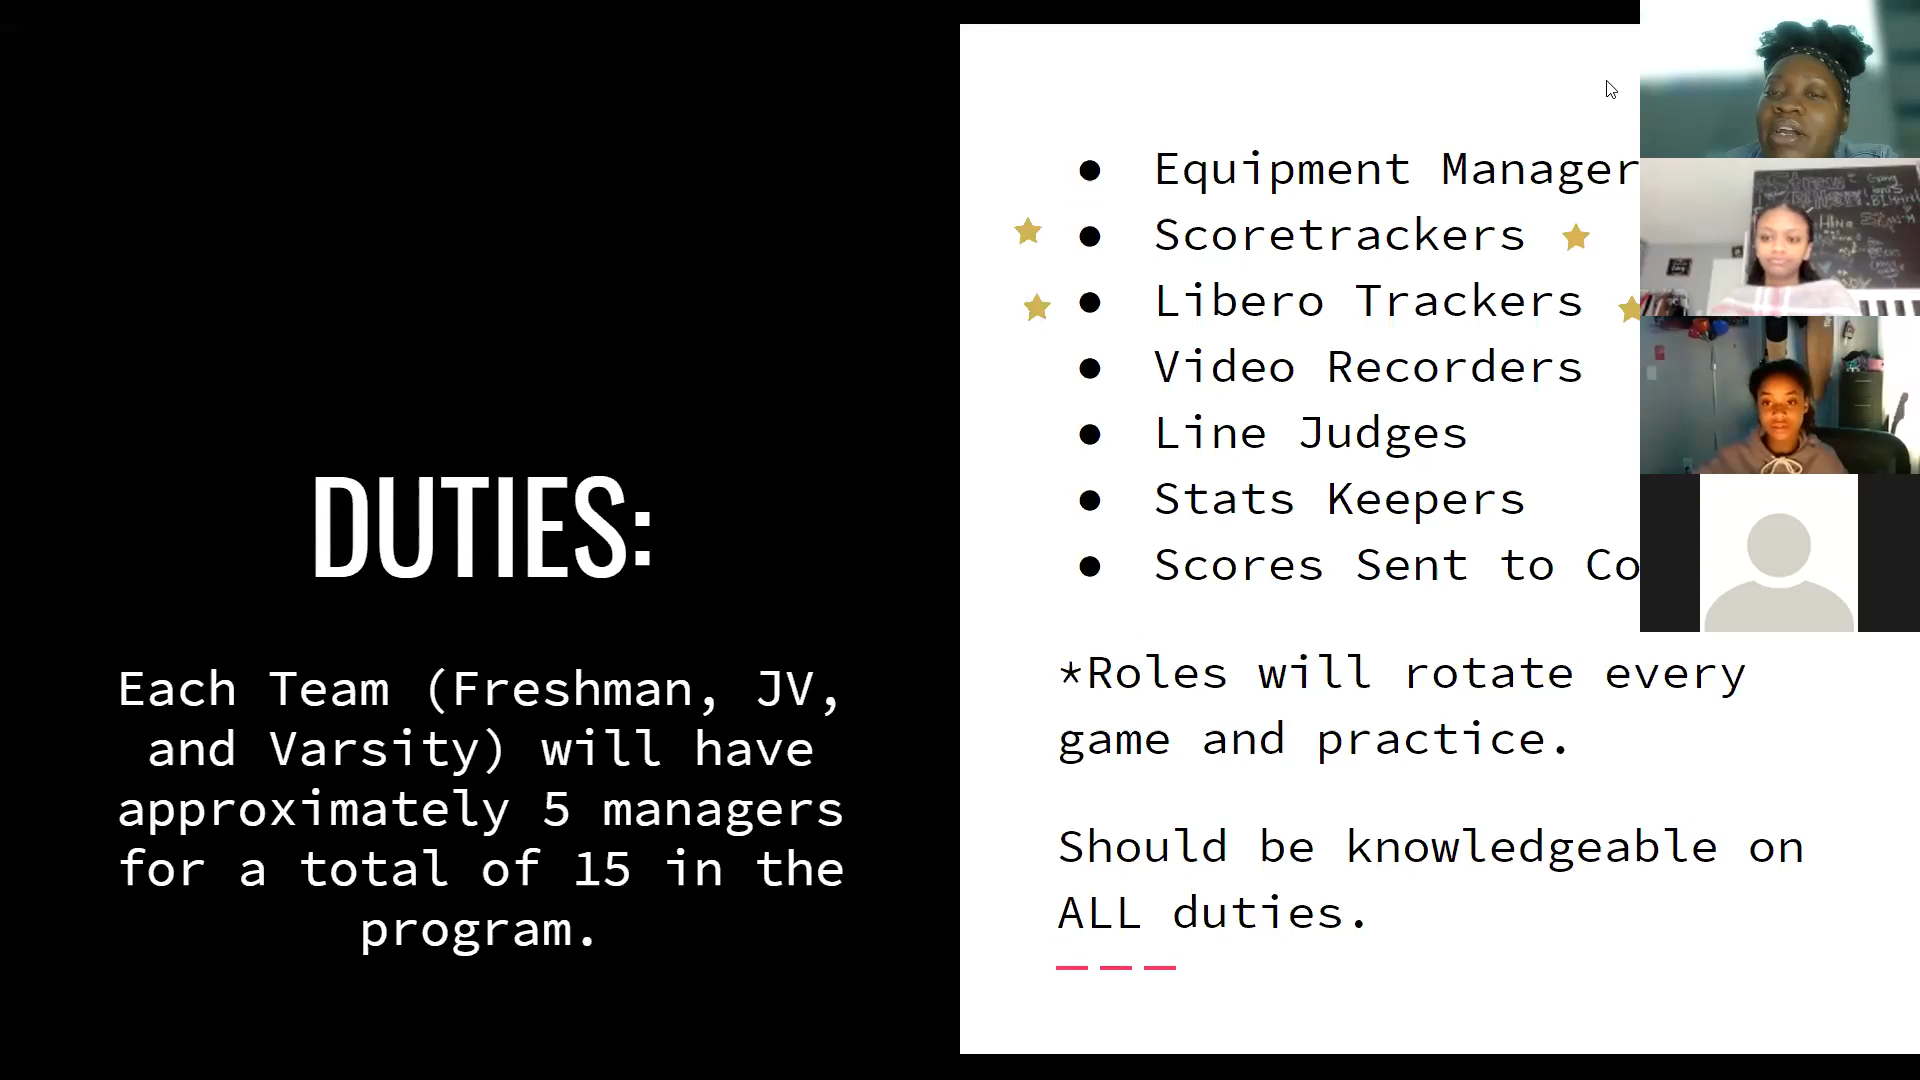 DUTIES:
Each Team (Freshman, JV,
and Varsity) will have
approximately 5 managers
for a total of 15 in the
program.
● Equipment Manager
● Scoretrackers
● Libero Trackers
● Video Recorders
● Line Judges
● Stats Keepers
● Scores Sent to Co
*Roles will rotate every
game and practice.
Should be knowledgeable on
ALL duties.